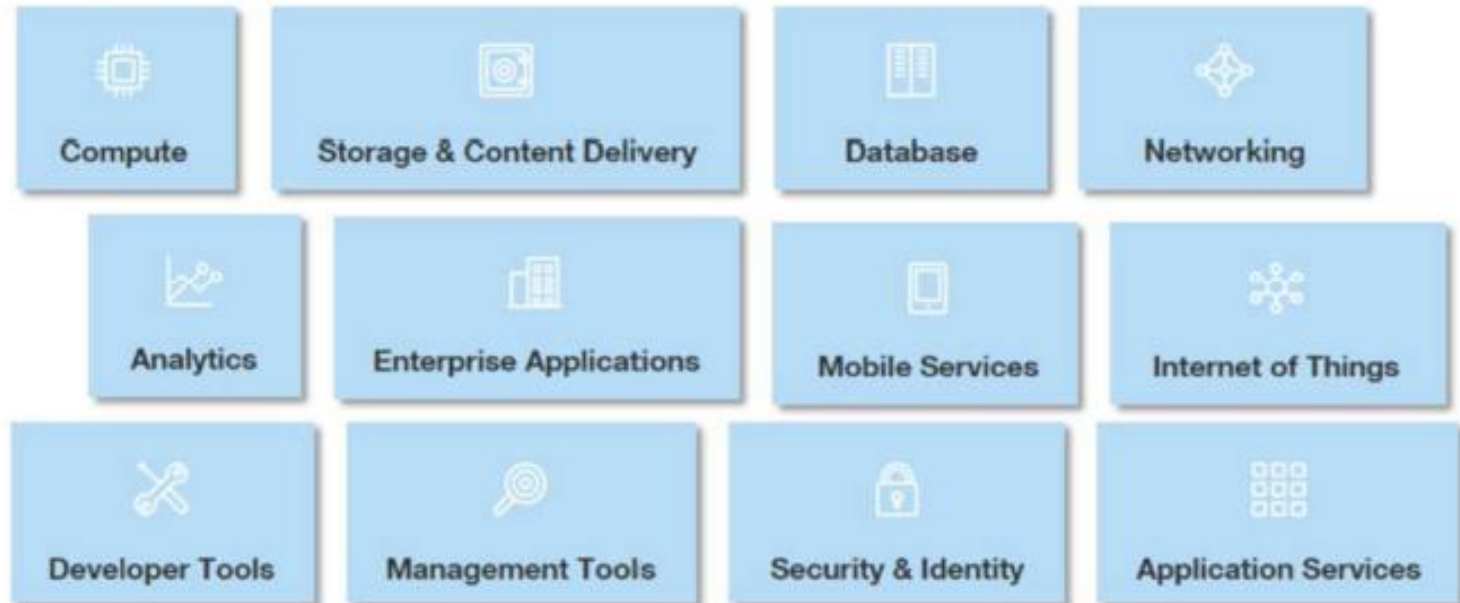 Compute
Storage & Content Delivery
Database
Networking
Analytics
Enterprise Applications
Mobile Services
Internet of Things
Developer Tools
Management Tools
Security & Identity
Application Services